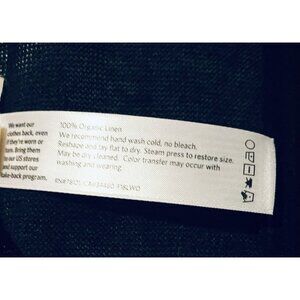 We want our
clothes back, even
if they're worn or
torn. Bring them
to our US stores
and support our
take-back program.
100% Organic Linen
We recommend hand wash cold, no bleach.
Reshape and lay flat to dry. Steam press to restore size.
May be dry cleaned. Color transfer may occur with
washing and wearing.